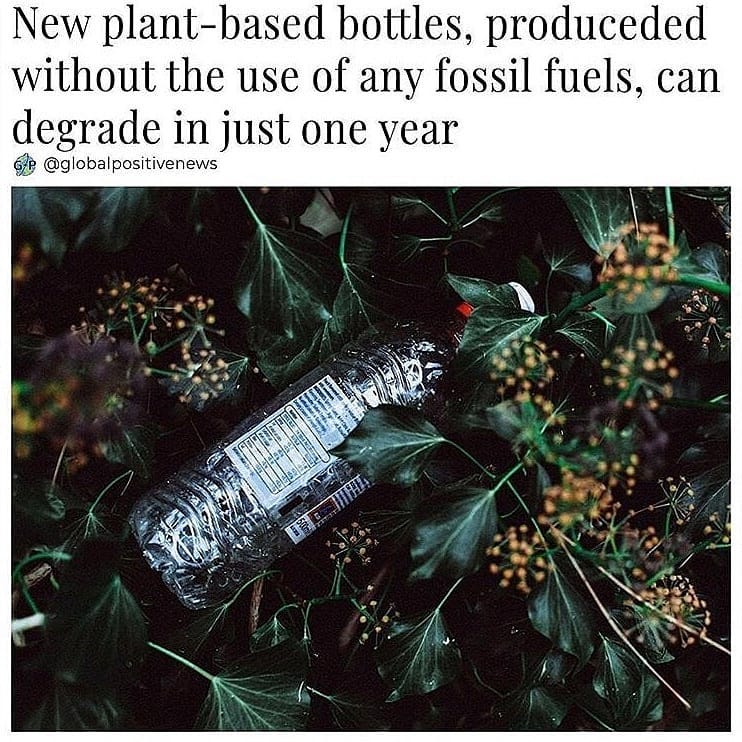 New plant-based bottles, produceded
without the use of any fossil fuels, can
degrade in just one year
G+P @globalpositivenews